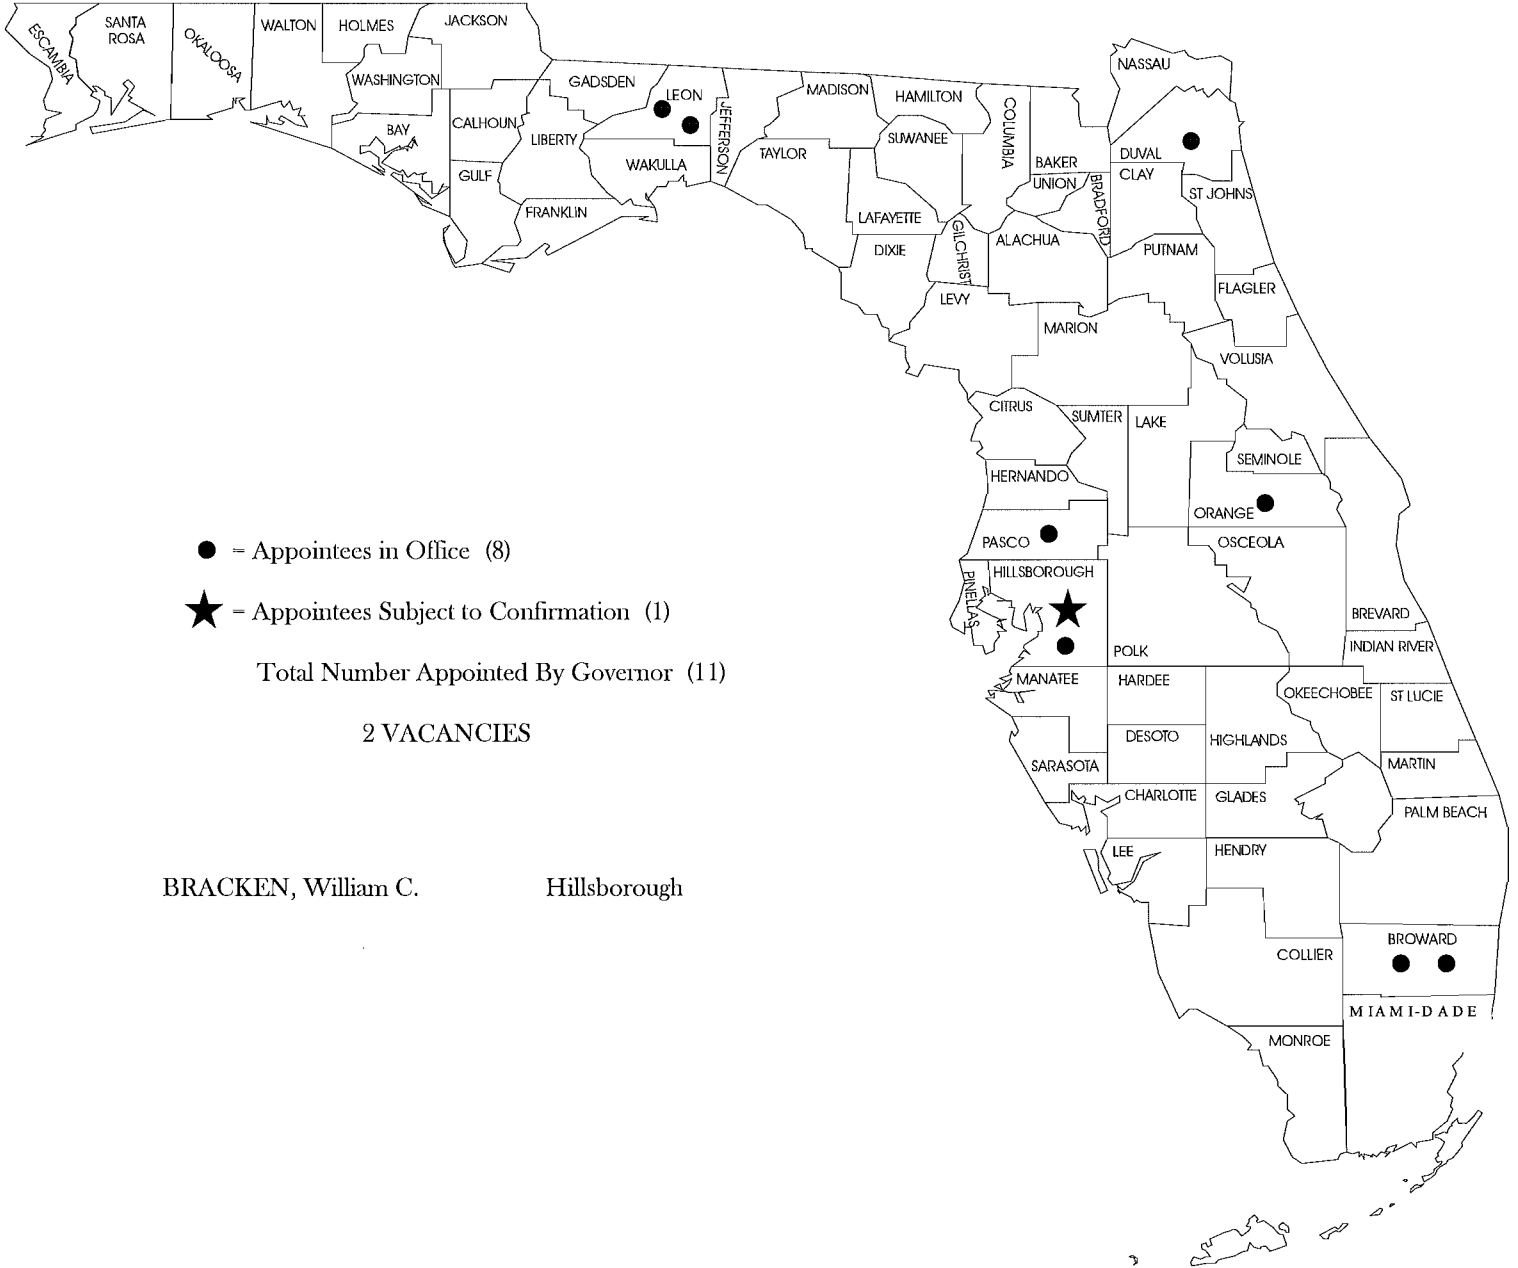 ESCAMBIA
SANTA
ROSA
OKALOOSA
WALTON
HOLMES
JACKSON
WASHINGTON
BAY
CALHOUN
GULF
LIBERTY
GADSDEN
LEON
JEFFERSON
WAKULLA
FRANKLIN
MADISON
TAYLOR
HAMILTON
SUWANEE
LAFAYETTE
DIXIE
COLUMBIA
GILCHRIST
BAKER
UNION
BRADFORD
ALACHUA
LEVY
NASSAU
DUVAL
CLAY
ST JOHNS
PUTNAM
FLAGLER
MARION
VOLUSIA
CITRUS
SUMTER
LAKE
SEMINOLE
HERNANDO
ORANGE
PASCO
OSCEOLA
= Appointees in Office (8)
HILLSBOROUGH
PINELLAS
= Appointees Subject to Confirmation (1)
BREVARD
POLK
INDIAN RIVER
Total Number Appointed By Governor (11)
MANATEE
HARDEE
OKEECHOBEE
ST LUCIE
2 VACANCIES
DESOTO
HIGHLANDS
SARASOTA
MARTIN
CHARLOTTE
GLADES
PALM BEACH
LEE
HENDRY
BRACKEN, William C. Hillsborough
BROWARD
COLLIER
MIAMI-DADE
MONROE